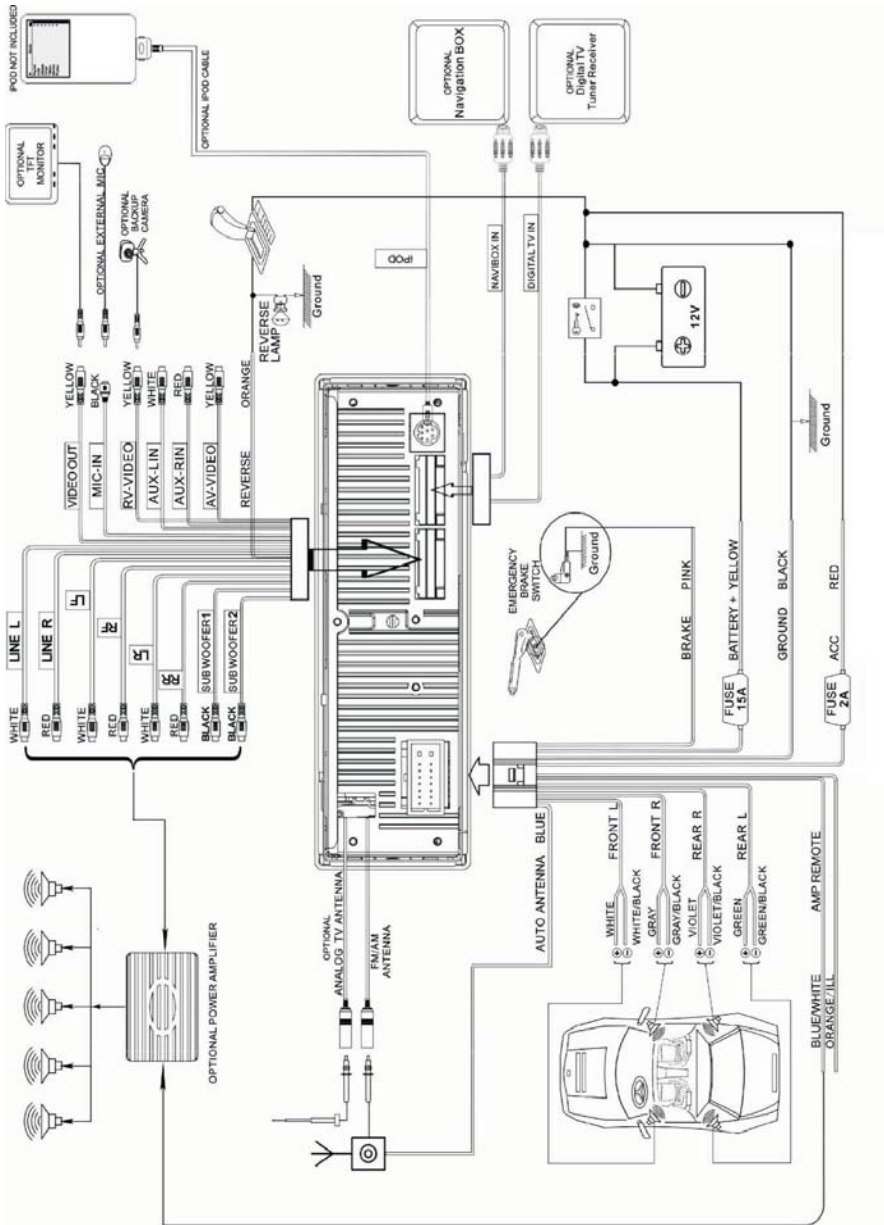 IPOD NOT INCLUDED
OPTIONAL IPOD CABLE
OPTIONAL
TFT
MONITOR
OPTIONAL EXTERNAL MIC
OPTIONAL
BACKUP
CAMERA
OPTIONAL
Navigation BOX
OPTIONAL
Digital TV
Tuner Receiver
NAVIBOX IN
DIGITAL TV IN
iPOD
REVERSE
LAMP
Ground
VIDEO OUT
YELLOW
MIC-IN
BLACK
RV-VIDEO
YELLOW
AUX-LIN
WHITE
AUX-RIN
RED
AV-VIDEO
YELLOW
REVERSE
ORANGE
WHITE
LINE L
RED
LINE R
WHITE
LF
RED
RF
WHITE
LR
RED
RR
BLACK
SUBWOOFER1
BLACK
SUBWOOFER2
12V
Ground
EMERGENCY
BRAKE
SWITCH
Ground
BRAKE
PINK
FUSE
15A
BATTERY +
YELLOW
GROUND
BLACK
FUSE
2A
ACC
RED
OPTIONAL POWER AMPLIFIER
OPTIONAL
ANALOG TV ANTENNA
FM/AM
ANTENNA
AUTO ANTENNA
BLUE
WHITE
WHITE/BLACK
FRONT L
GRAY
GRAY/BLACK
FRONT R
VIOLET
VIOLET/BLACK
REAR R
GREEN
GREEN/BLACK
REAR L
BLUE/WHITE
AMP REMOTE
ORANGE/ILL